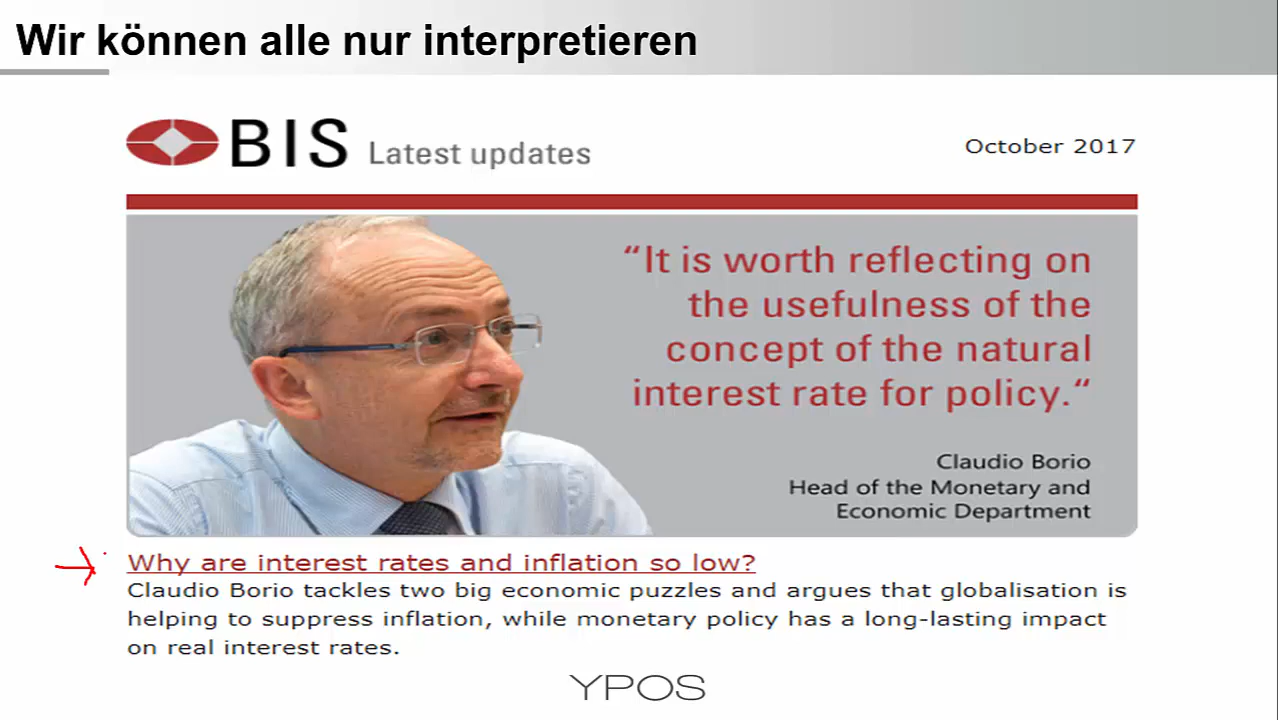 Wir können alle nur interpretieren
BIS Latest updates
October 2017
“It is worth reflecting on
the usefulness of the
concept of the natural
interest rate for policy.“
Claudio Borio
Head of the Monetary and
Economic Department
Why are interest rates and inflation so low?
Claudio Borio tackles two big economic puzzles and argues that globalisation is
helping to suppress inflation, while monetary policy has a long-lasting impact
on real interest rates.
YPOS